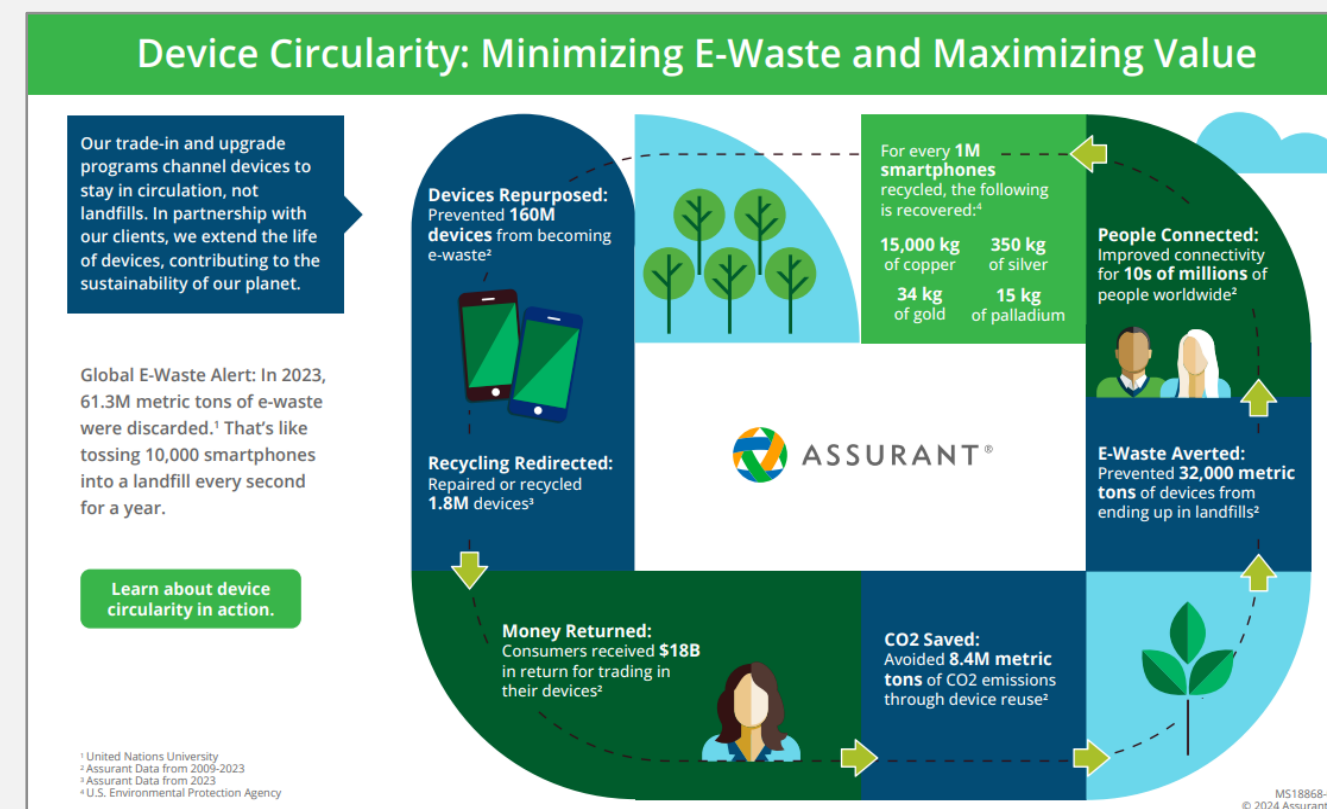 Device Circularity: Minimizing E-Waste and Maximizing Value
Our trade-in and upgrade
programs channel devices to
stay in circulation, not
landfills. In partnership with
our clients, we extend the life
of devices, contributing to the
sustainability of our planet.
Global E-Waste Alert: In 2023,
61.3M metric tons of e-waste
were discarded.¹ That’s like
tossing 10,000 smartphones
into a landfill every second
for a year.
Learn about device
circularity in action.
Devices Repurposed:
Prevented 160M
devices from becoming
e-waste²
Recycling Redirected:
Repaired or recycled
1.8M devices³
Money Returned:
Consumers received $18B
in return for trading in
their devices²
CO2 Saved:
Avoided 8.4M metric
tons of CO2 emissions
through device reuse²
E-Waste Averted:
Prevented 32,000 metric
tons of devices from
ending up in landfills²
People Connected:
Improved connectivity
for 10s of millions of
people worldwide²
For every 1M
smartphones
recycled, the following
is recovered:⁴
15,000 kg
of copper
350 kg
of silver
34 kg
of gold
15 kg
of palladium
ASSURANT®
¹ United Nations University
² Assurant Data from 2009-2023
³ Assurant Data from 2023
⁴ U.S. Environmental Protection Agency
MS18868-
© 2024 Assurant